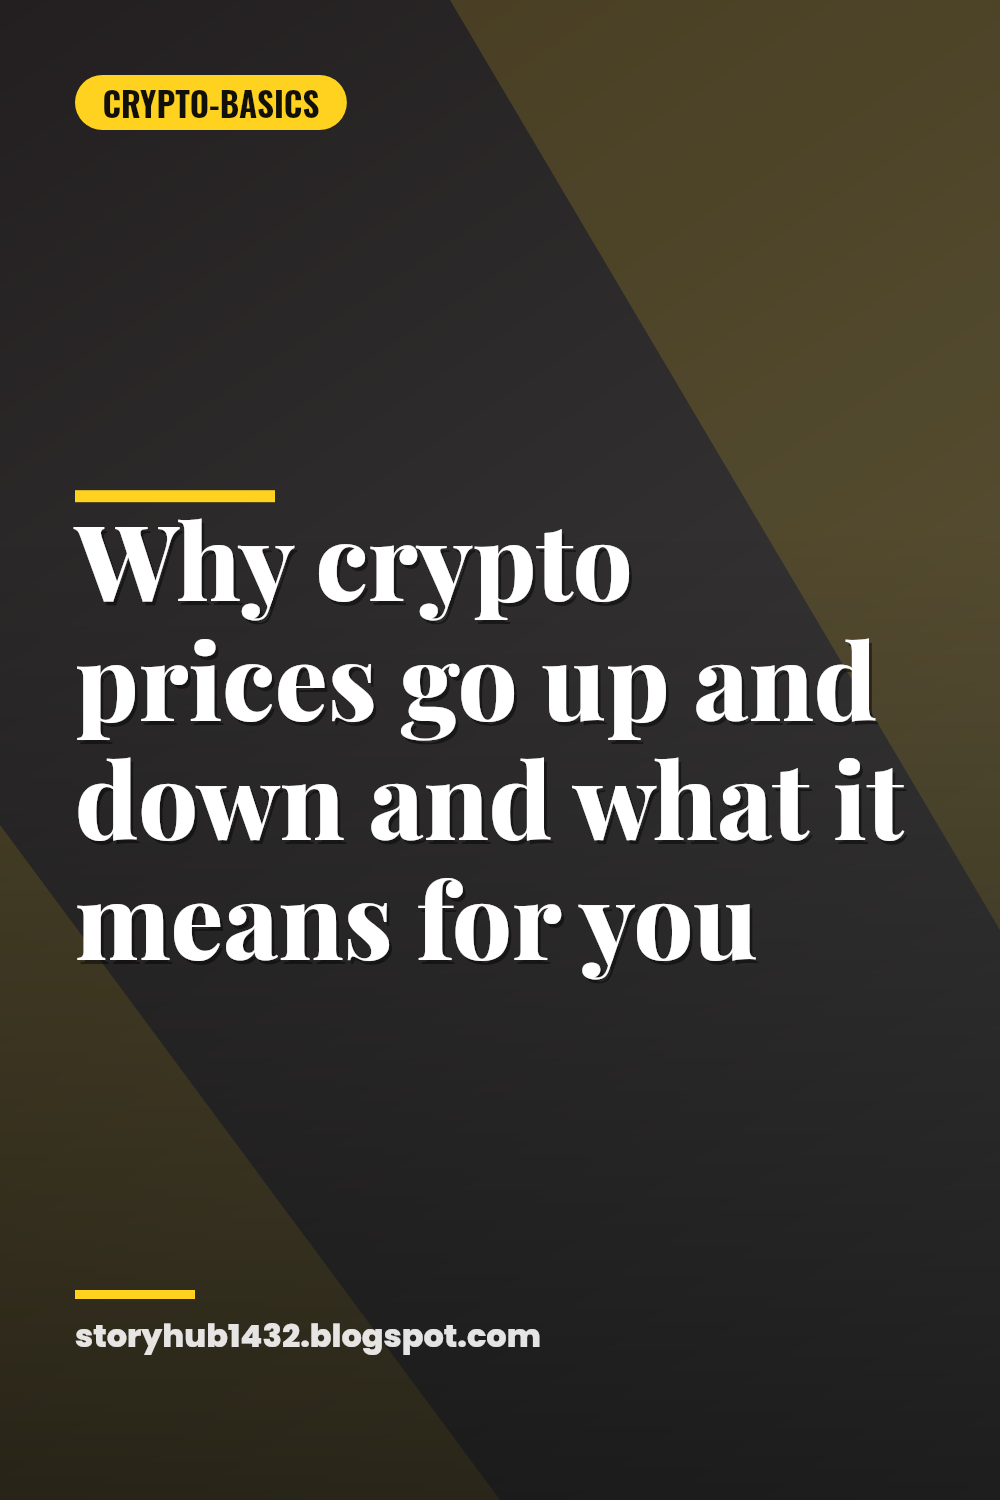 CRYPTO-BASICS
Why crypto
prices go up and
down and what it
means for you
storyhub1432.blogspot.com